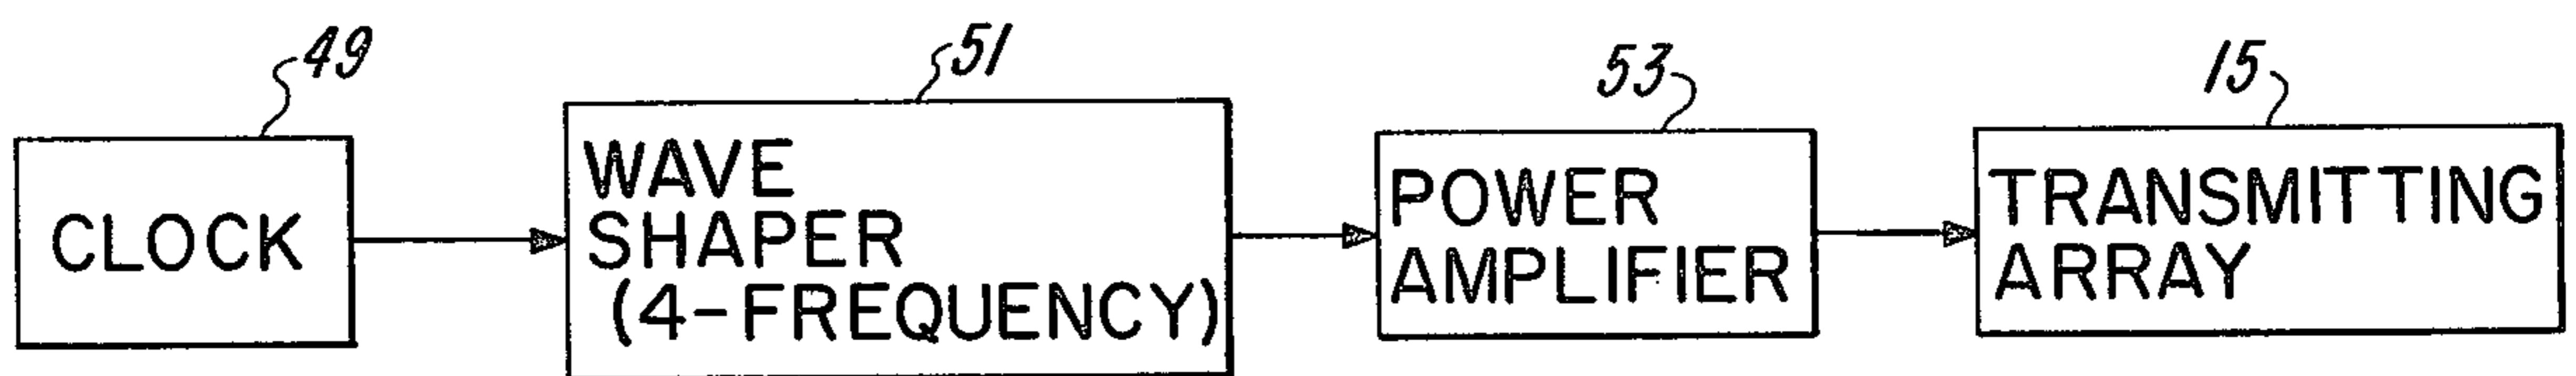 49
51
53
15
CLOCK
WAVE
SHAPER
(4-FREQUENCY)
POWER
AMPLIFIER
TRANSMITTING
ARRAY